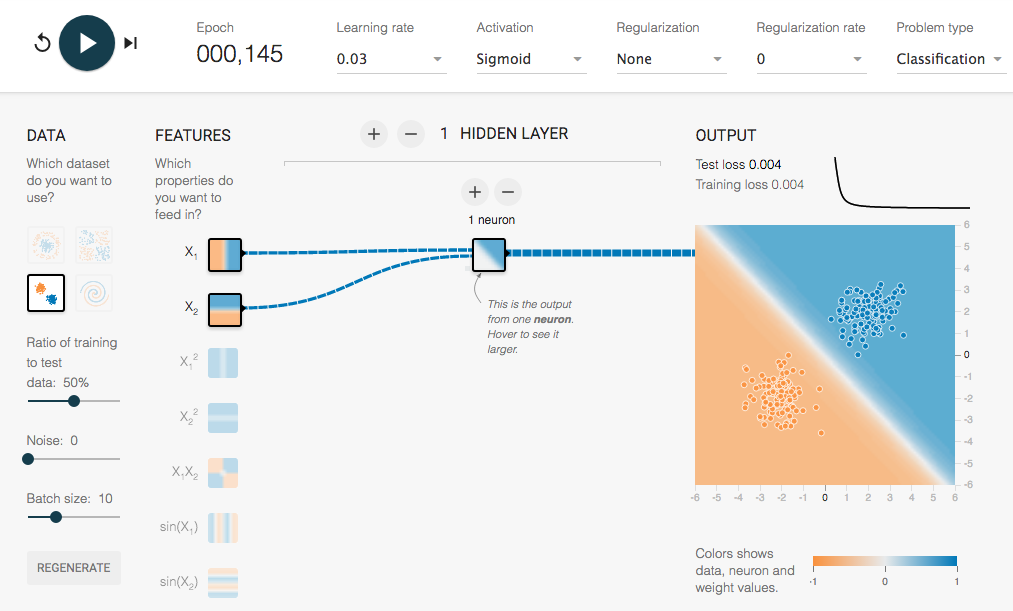 Epoch
000,145
Learning rate
0.03
Activation
Sigmoid
Regularization
None
Regularization rate
0
Problem type
Classification
DATA
Which dataset
do you want to
use?
Ratio of training
to test
data: 50%
Noise: 0
Batch size: 10
REGENERATE
FEATURES
Which
properties do
you want to
feed in?
X1
X2
X1²
X2²
X1X2
sin(X1)
sin(X2)
+ − 1 HIDDEN LAYER
+ −
1 neuron
This is the output
from one neuron.
Hover to see it
larger.
OUTPUT
Test loss 0.004
Training loss 0.004
6
5
4
3
2
1
0
-1
-2
-3
-4
-5
-6
-6 -5 -4 -3 -2 -1 0 1 2 3 4 5 6
Colors shows
data, neuron and
weight values.
-1 0 1